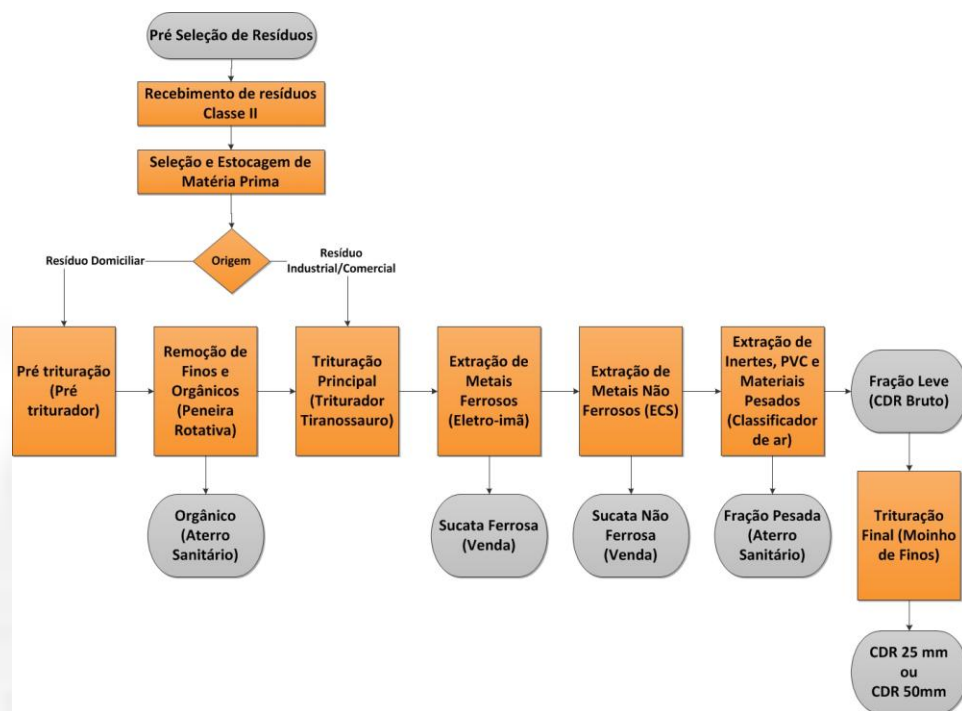 Pré Seleção de Resíduos
Recebimento de resíduos
Classe II
Seleção e Estocagem de
Matéria Prima
Origem
Resíduo Domiciliar
Resíduo
Industrial/Comercial
Pré trituração
(Pré
triturador)
Remoção de
Finos e
Orgânicos
(Peneira
Rotativa)
Trituração
Principal
(Triturador
Tiranossauro)
Extração de
Metais
Ferrosos
(Eletro-imã)
Extração de
Metais Não
Ferrosos (ECS)
Extração de
Inertes, PVC e
Materiais
Pesados
(Classificador
de ar)
Fração Leve
(CDR Bruto)
Orgânico
(Aterro
Sanitário)
Sucata Ferrosa
(Venda)
Sucata Não
Ferrosa
(Venda)
Fração Pesada
(Aterro
Sanitário)
Trituração
Final (Moinho
de Finos)
CDR 25 mm
ou
CDR 50mm